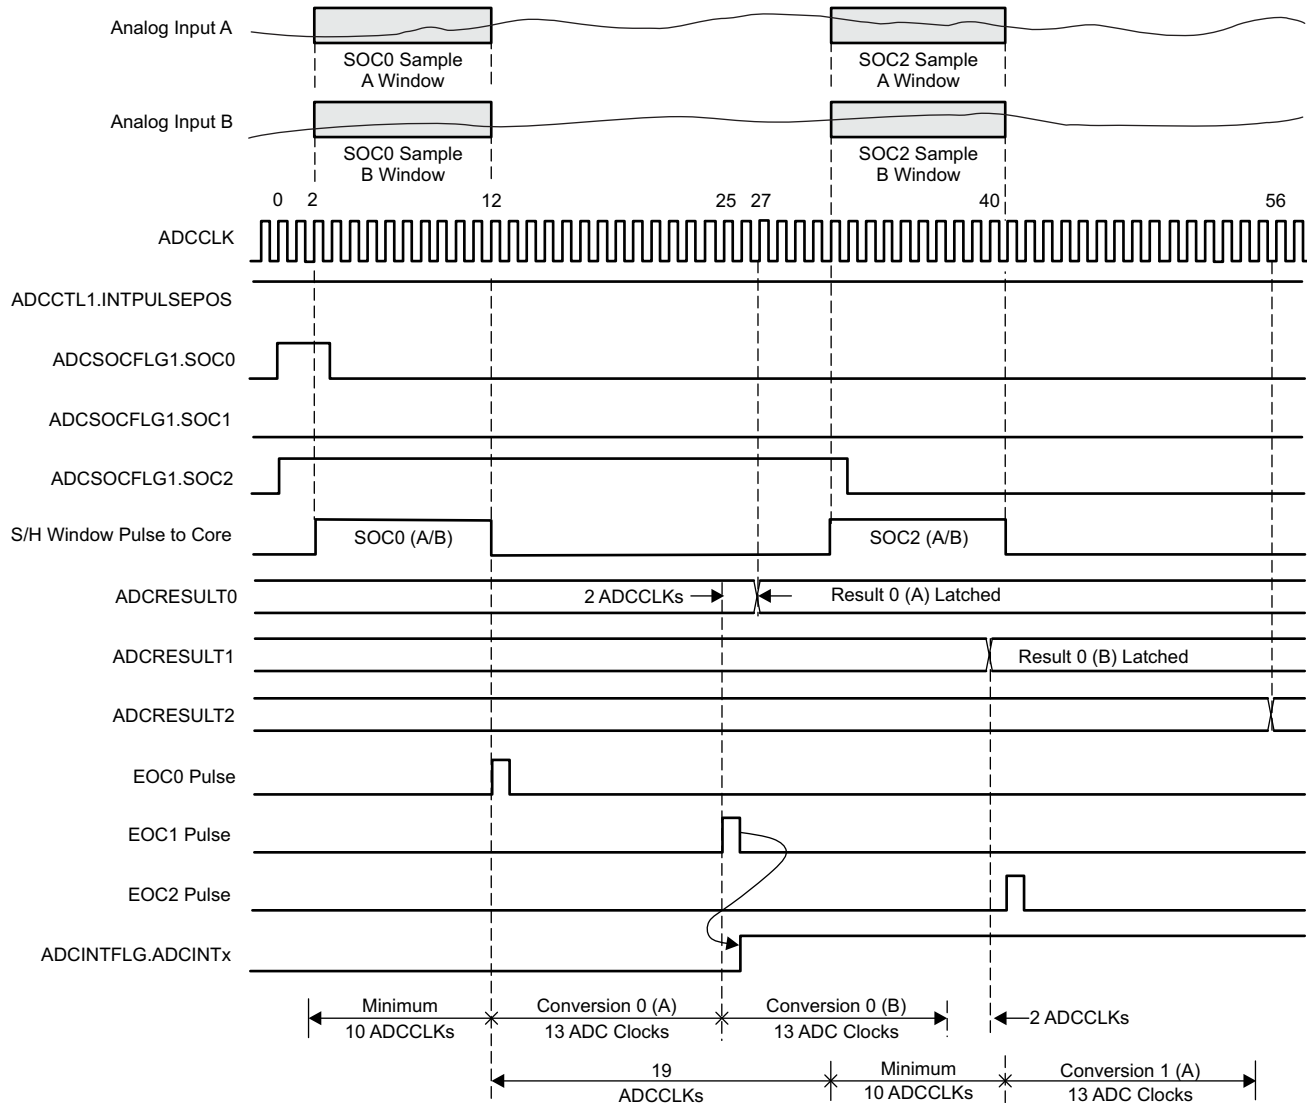 Analog Input A
SOC0 Sample
A Window
SOC2 Sample
A Window
Analog Input B
SOC0 Sample
B Window
SOC2 Sample
B Window
0 2 12 25 27 40 56
ADCCLK
ADCCTL1.INTPULSEPOS
ADCSOCFLG1.SOC0
ADCSOCFLG1.SOC1
ADCSOCFLG1.SOC2
S/H Window Pulse to Core
SOC0 (A/B)
SOC2 (A/B)
ADCRESULT0
2 ADCCLKs
Result 0 (A) Latched
ADCRESULT1
Result 0 (B) Latched
ADCRESULT2
EOC0 Pulse
EOC1 Pulse
EOC2 Pulse
ADCINTFLG.ADCINTx
Minimum
10 ADCCLKs
Conversion 0 (A)
13 ADC Clocks
Conversion 0 (B)
13 ADC Clocks
2 ADCCLKs
19
ADCCLKs
Minimum
10 ADCCLKs
Conversion 1 (A)
13 ADC Clocks